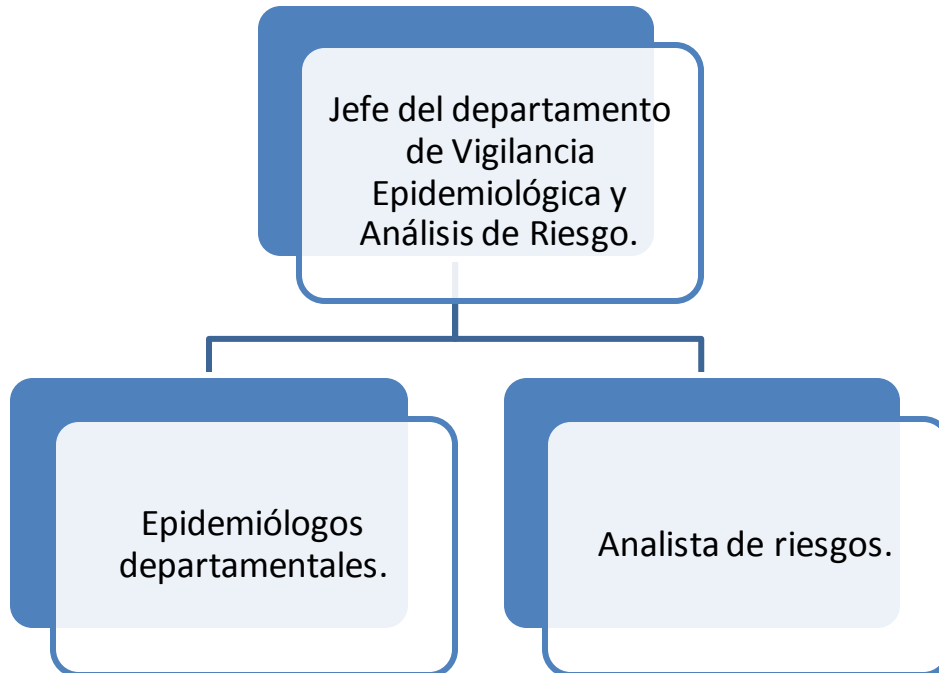 Jefe del departamento
de Vigilancia
Epidemiológica y
Análisis de Riesgo.
Epidemiólogos
departamentales.
Analista de riesgos.